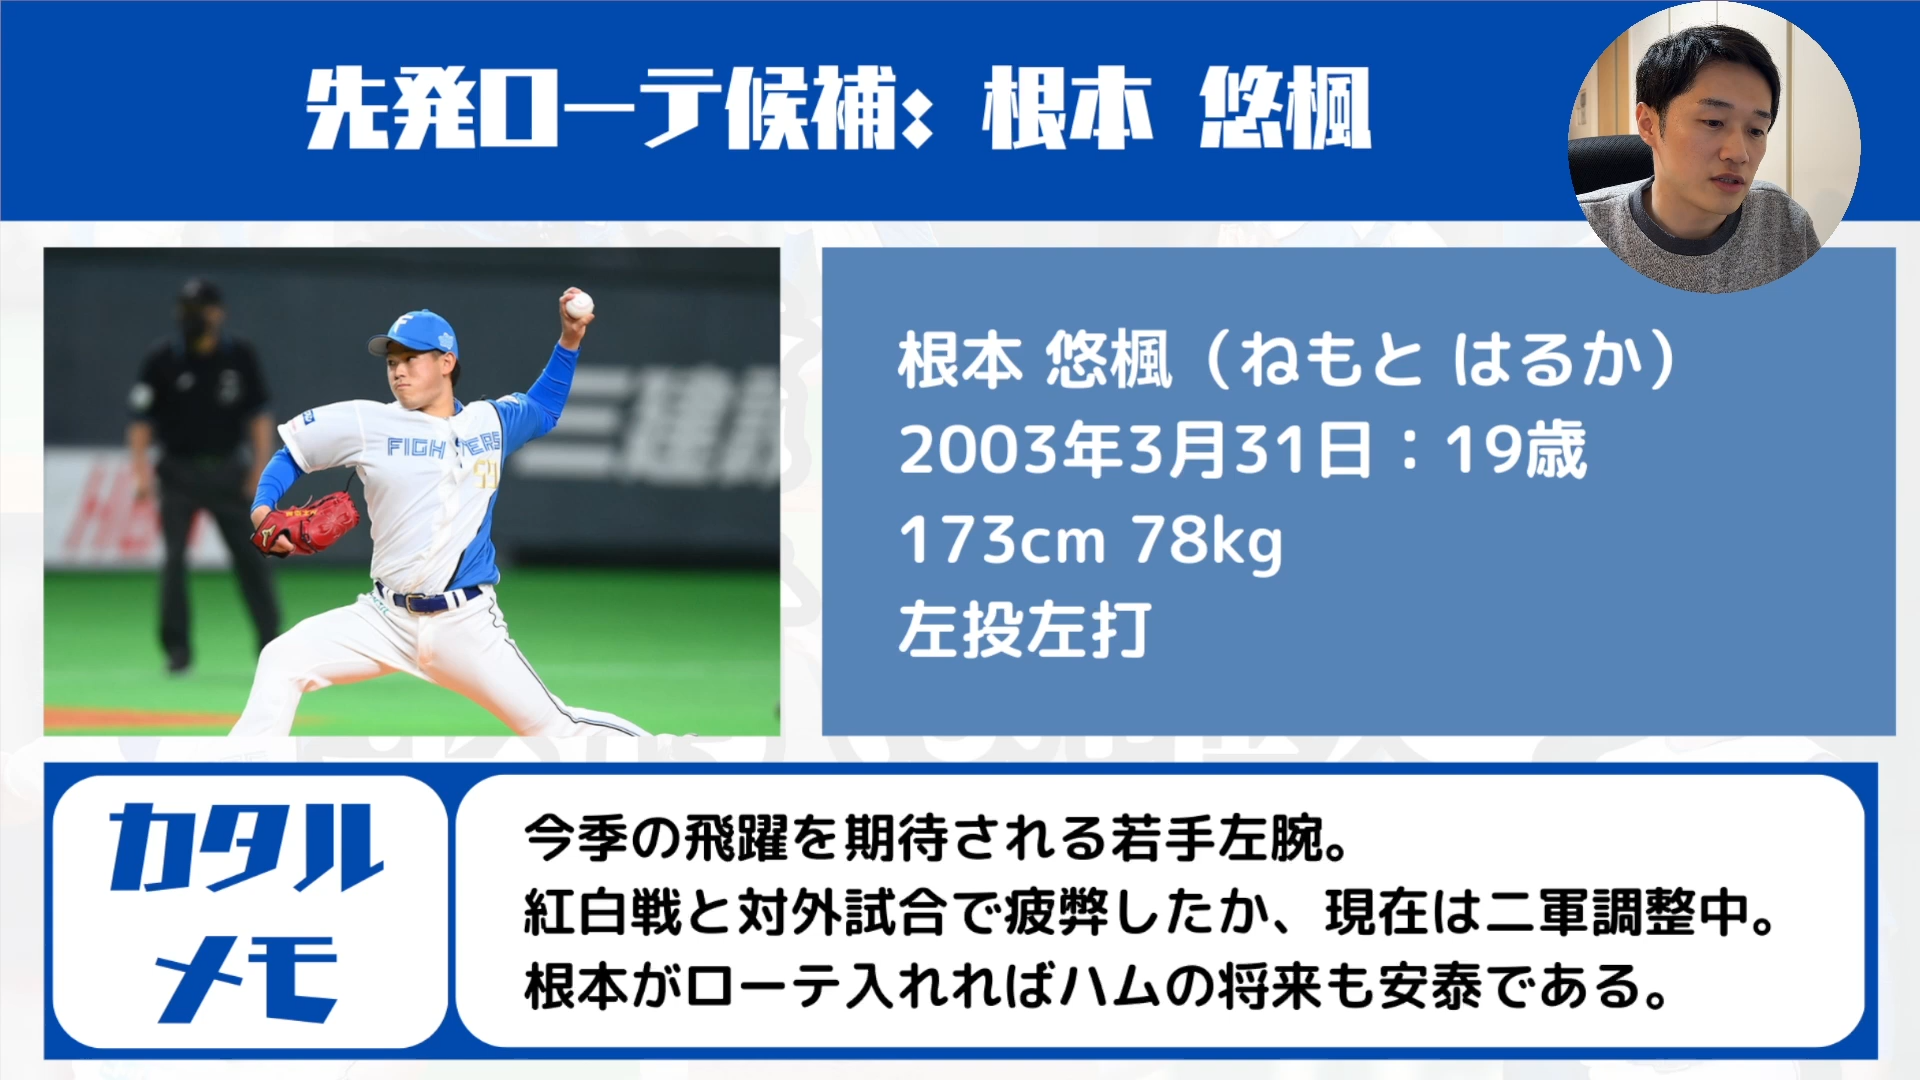 先発ローテ候補: 根本 悠楓
根本 悠楓（ねもと はるか）
2003年3月31日：19歳
173cm 78kg
左投左打
FIGHTERS
カタル
メモ
今季の飛躍を期待される若手左腕。
紅白戦と対外試合で疲弊したか、現在は二軍調整中。
根本がローテ入れればハムの将来も安泰である。